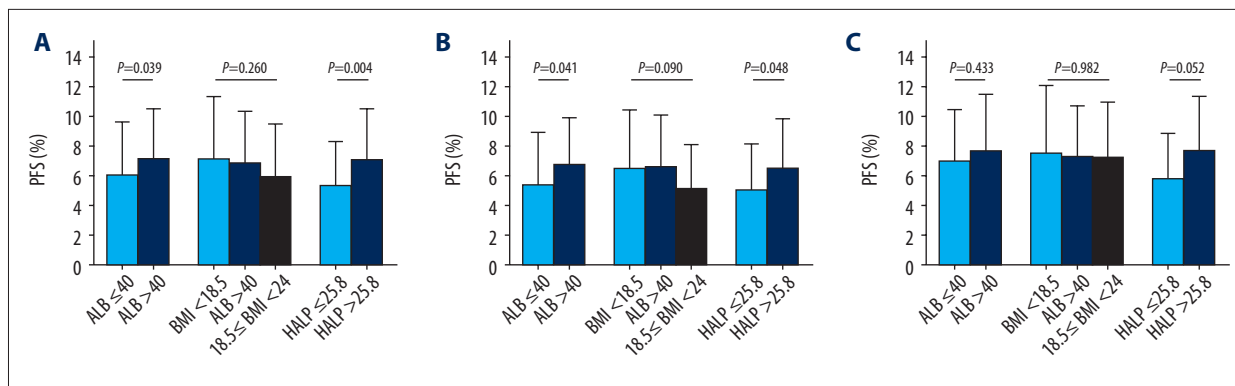 A
14
12
10
8
6
4
2
0
PFS (%)
P=0.039
P=0.260
P=0.004
ALB ≤40
ALB >40
BMI <18.5
ALB >40
18.5≤ BMI <24
HALP ≤25.8
HALP >25.8
B
14
12
10
8
6
4
2
0
PFS (%)
P=0.041
P=0.090
P=0.048
ALB ≤40
ALB >40
BMI <18.5
ALB >40
18.5≤ BMI <24
HALP ≤25.8
HALP >25.8
C
14
12
10
8
6
4
2
0
PFS (%)
P=0.433
P=0.982
P=0.052
ALB ≤40
ALB >40
BMI <18.5
ALB >40
18.5≤ BMI <24
HALP ≤25.8
HALP >25.8